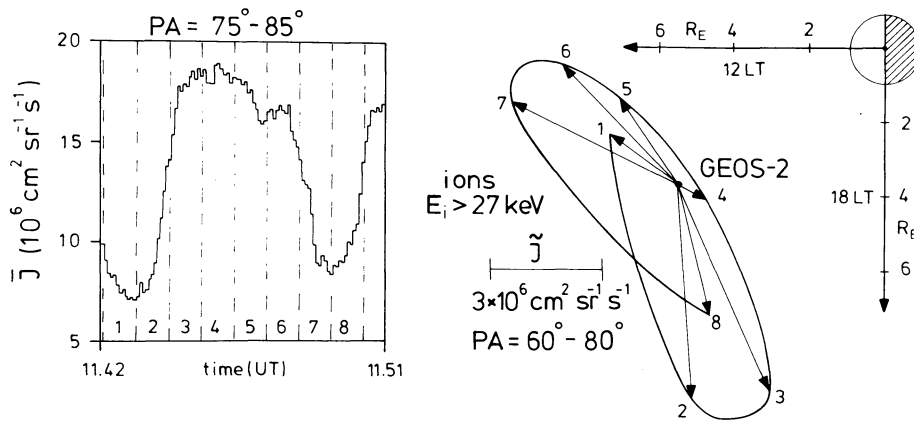 PA = 75°-85°
20
15
10
5
J̄ (10⁶ cm² sr⁻¹ s⁻¹)
1 2 3 4 5 6 7 8
11.42 time (UT) 11.51
6 R_E 4 2
12 LT
2
18 LT 4
R_E
6
6
5
7
1
GEOS-2
4
ions
E_i > 27 keV
J̃
3×10⁶ cm² sr⁻¹ s⁻¹
PA = 60° - 80°
8
2
3